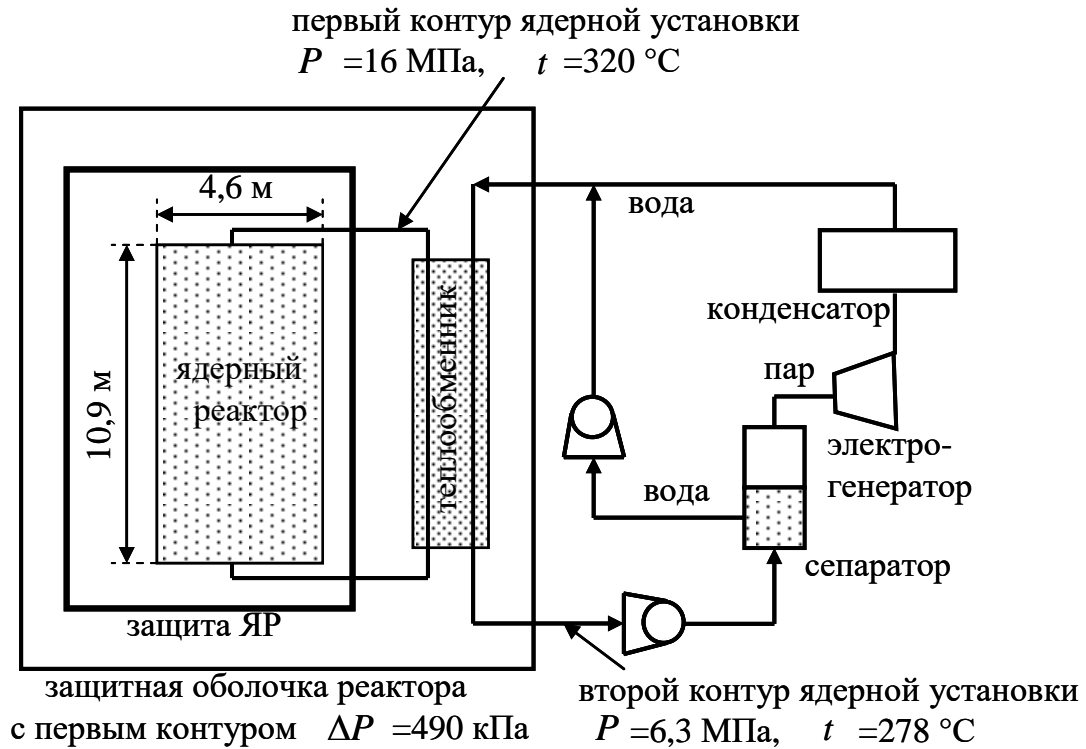 первый контур ядерной установки
P =16 МПа, t =320 °С
4,6 м
вода
конденсатор
теплообменник
ядерный
реактор
10,9 м
пар
электро-
генератор
вода
сепаратор
защита ЯР
защитная оболочка реактора
с первым контуром ΔP =490 кПа
второй контур ядерной установки
P =6,3 МПа, t =278 °С